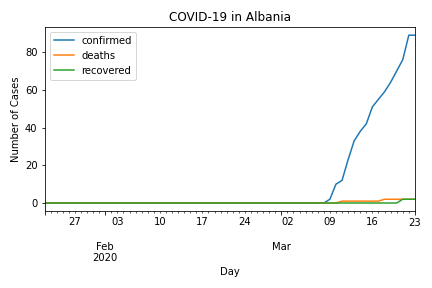 COVID-19 in Albania
confirmed
deaths
recovered
Number of Cases
80
60
40
20
0
27 03 10 17 24 02 09 16 23
Feb Mar
2020
Day